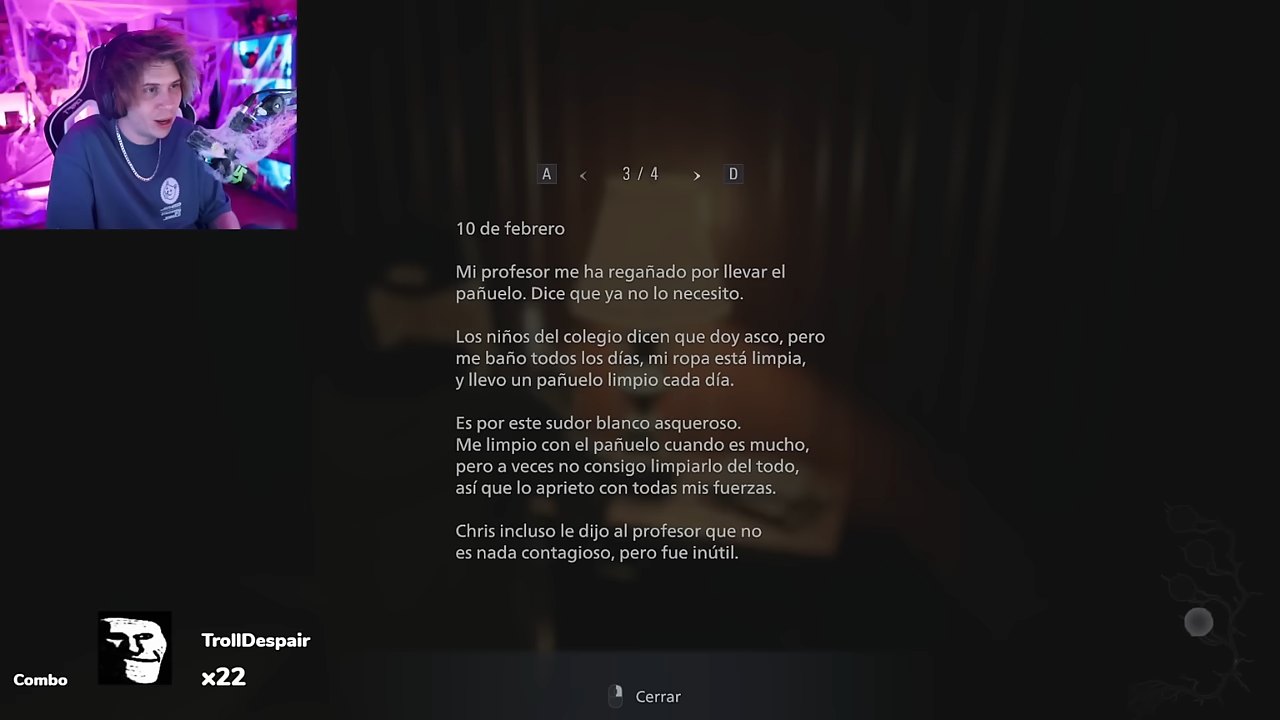 A < 3 / 4 > D
10 de febrero
Mi profesor me ha regañado por llevar el
pañuelo. Dice que ya no lo necesito.
Los niños del colegio dicen que doy asco, pero
me baño todos los días, mi ropa está limpia,
y llevo un pañuelo limpio cada día.
Es por este sudor blanco asqueroso.
Me limpio con el pañuelo cuando es mucho,
pero a veces no consigo limpiarlo del todo,
así que lo aprieto con todas mis fuerzas.
Chris incluso le dijo al profesor que no
es nada contagioso, pero fue inútil.
TrollDespair
x22
Combo
Cerrar